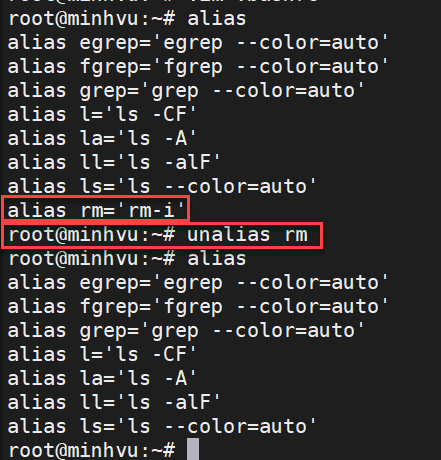 root@minhvu:~# alias
alias egrep='egrep --color=auto'
alias fgrep='fgrep --color=auto'
alias grep='grep --color=auto'
alias l='ls -CF'
alias la='ls -A'
alias ll='ls -alF'
alias ls='ls --color=auto'
alias rm='rm-i'
root@minhvu:~# unalias rm
root@minhvu:~# alias
alias egrep='egrep --color=auto'
alias fgrep='fgrep --color=auto'
alias grep='grep --color=auto'
alias l='ls -CF'
alias la='ls -A'
alias ll='ls -alF'
alias ls='ls --color=auto'
root@minhvu:~#